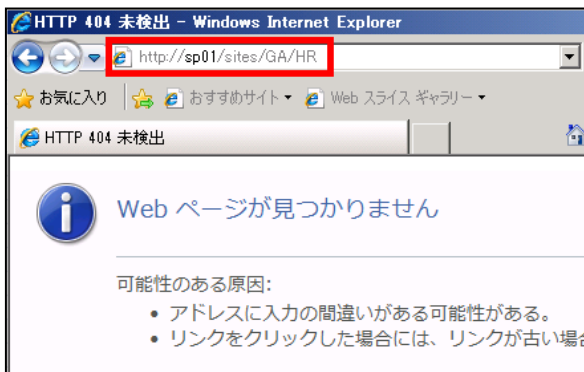 HTTP 404 未検出 - Windows Internet Explorer
http://sp01/sites/GA/HR
お気に入り おすすめサイト Web スライス ギャラリー
HTTP 404 未検出
Web ページが見つかりません
可能性のある原因:
• アドレスに入力の間違いがある可能性がある。
• リンクをクリックした場合には、リンクが古い場合